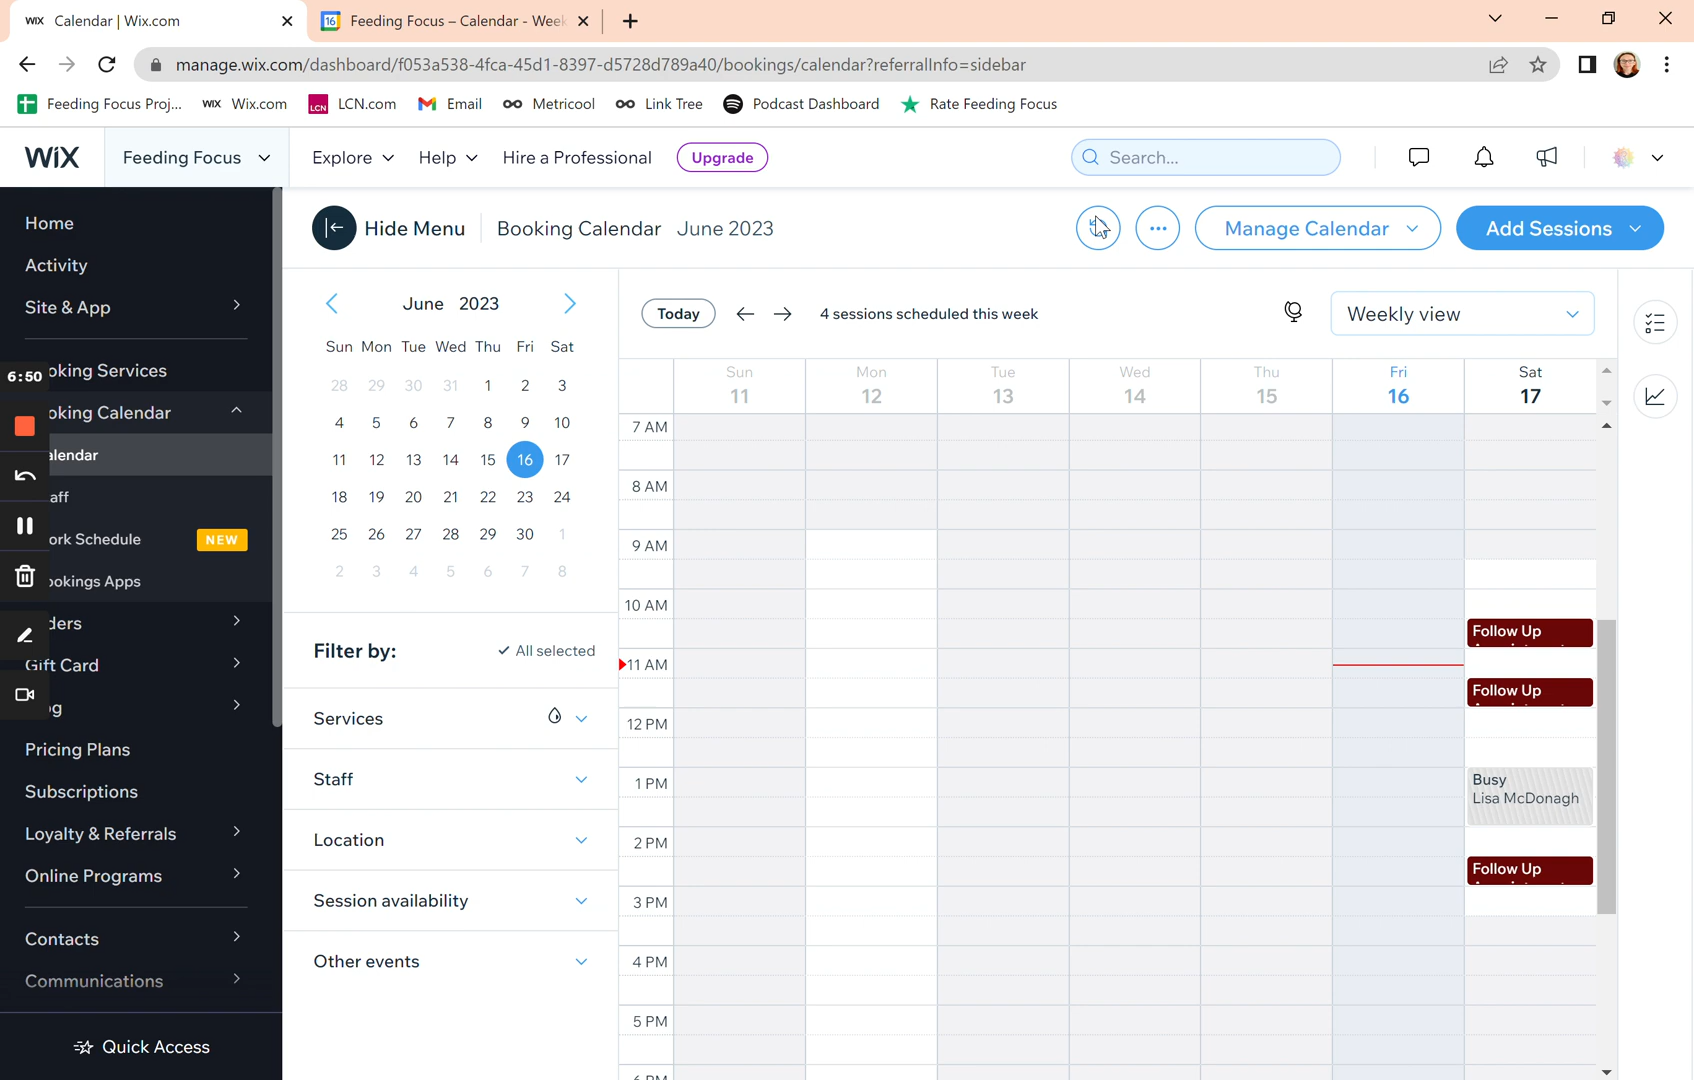 WIX Calendar | Wix.com
16 Feeding Focus – Calendar - Week
manage.wix.com/dashboard/f053a538-4fca-45d1-8397-d5728d789a40/bookings/calendar?referralInfo=sidebar
Feeding Focus Proj...
WIX Wix.com
LCN LCN.com
Email
Metricool
Link Tree
Podcast Dashboard
Rate Feeding Focus
WIX
Feeding Focus
Explore
Help
Hire a Professional
Upgrade
Search...
Home
Activity
Site & App
6:50
oking Services
oking Calendar
alendar
aff
ork Schedule NEW
ookings Apps
ders
Gift Card
og
Pricing Plans
Subscriptions
Loyalty & Referrals
Online Programs
Contacts
Communications
Quick Access
Hide Menu
Booking Calendar June 2023
Manage Calendar
Add Sessions
June 2023
Sun Mon Tue Wed Thu Fri Sat
28 29 30 31 1 2 3
4 5 6 7 8 9 10
11 12 13 14 15 16 17
18 19 20 21 22 23 24
25 26 27 28 29 30 1
2 3 4 5 6 7 8
Filter by:
All selected
Services
Staff
Location
Session availability
Other events
Today
4 sessions scheduled this week
Weekly view
Sun Mon Tue Wed Thu Fri Sat
11 12 13 14 15 16 17
7 AM
8 AM
9 AM
10 AM
Follow Up
11 AM
Follow Up
12 PM
1 PM
Busy
Lisa McDonagh
2 PM
Follow Up
3 PM
4 PM
5 PM
6 PM